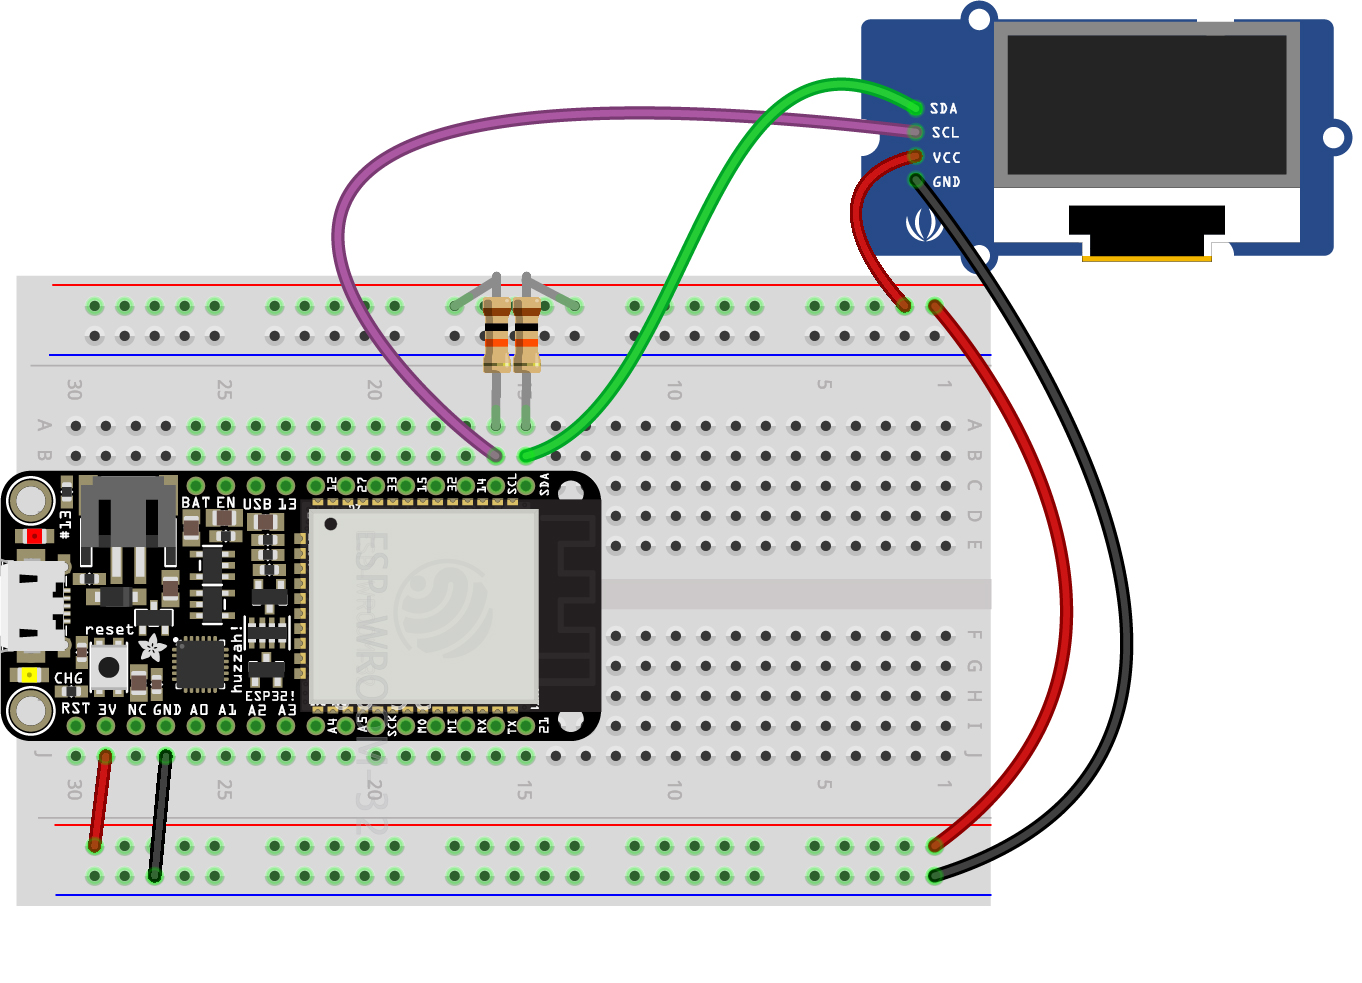 SDA
SCL
VCC
GND
30
25
20
15
10
5
1
A
A
B
B
12
27
33
15
32
14
SCL
SDA
C
BAT
EN
USB
13
#13
D
E
ESP-WROOM-32
reset
huzzah!
ESP32!
F
G
CHG
H
RST
3V
NC
GND
A0
A1
A2
A3
A4
A5
SCK
MO
MI
RX
TX
21
I
J
J
30
25
20
15
10
5
1